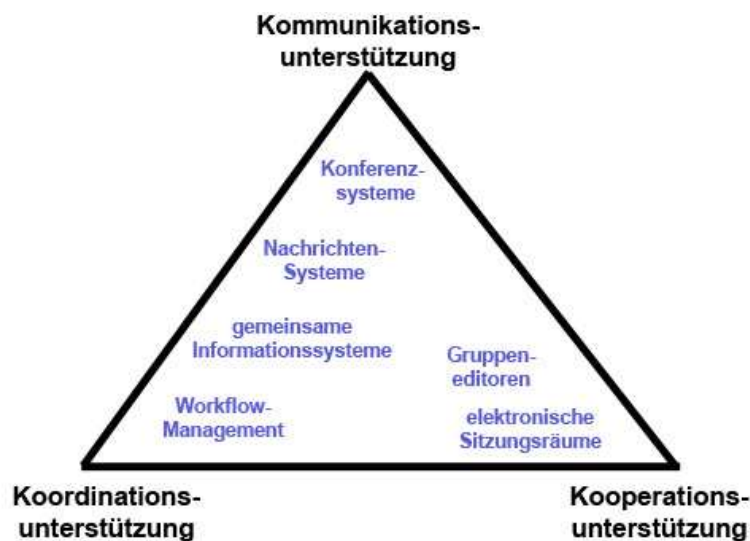 Kommunikations-
unterstützung
Konferenz-
systeme
Nachrichten-
Systeme
gemeinsame
Informationssysteme
Gruppen-
editoren
Workflow-
Management
elektronische
Sitzungsräume
Koordinations-
unterstützung
Kooperations-
unterstützung